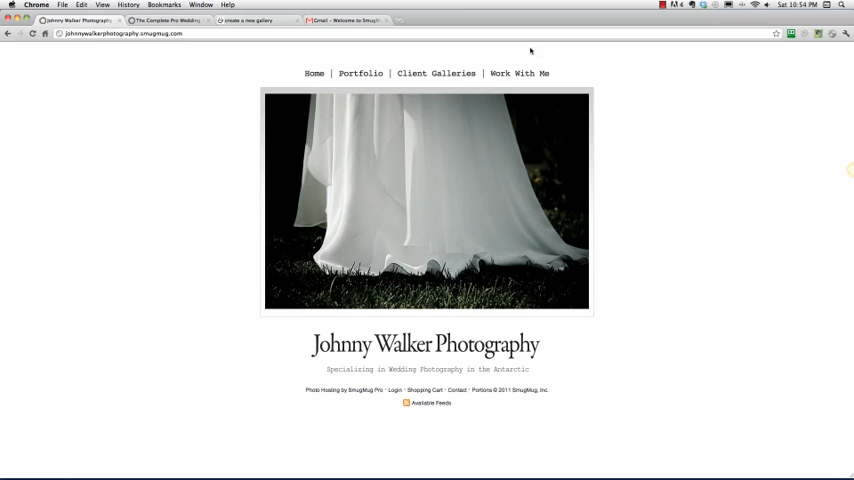 Chrome File Edit View History Bookmarks Window Help
4 Sat 10:54 PM
Johnny Walker Photography
The Complete Pro Wedding
create a new gallery
Gmail - Welcome to SmugM
johnnywalkerphotography.smugmug.com
Home | Portfolio | Client Galleries | Work With Me
Johnny Walker Photography
Specializing in Wedding Photography in the Antarctic
Photo Hosting by SmugMug Pro · Login · Shopping Cart · Contact · Portions © 2011 SmugMug, Inc.
Available Feeds